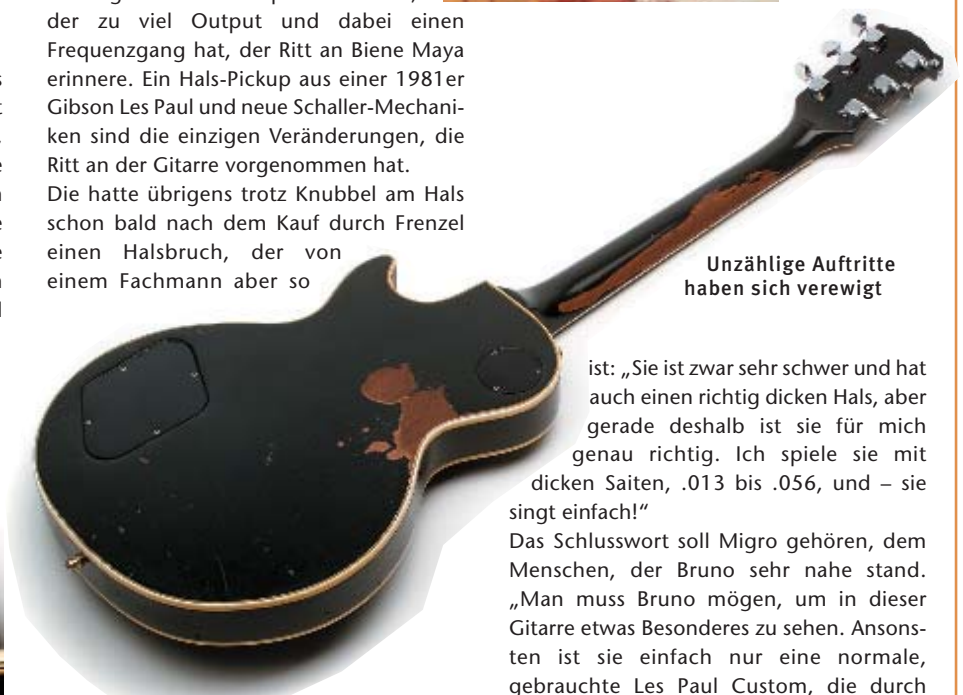 der zu viel Output und dabei einen
Frequenzgang hat, der Ritt an Biene Maya
erinnere. Ein Hals-Pickup aus einer 1981er
Gibson Les Paul und neue Schaller-Mechani-
ken sind die einzigen Veränderungen, die
Ritt an der Gitarre vorgenommen hat.
Die hatte übrigens trotz Knubbel am Hals
schon bald nach dem Kauf durch Frenzel
einen Halsbruch, der von
einem Fachmann aber so
Unzählige Auftritte
haben sich verewigt
ist: „Sie ist zwar sehr schwer und hat
auch einen richtig dicken Hals, aber
gerade deshalb ist sie für mich
genau richtig. Ich spiele sie mit
dicken Saiten, .013 bis .056, und – sie
singt einfach!“
Das Schlusswort soll Migro gehören, dem
Menschen, der Bruno sehr nahe stand.
„Man muss Bruno mögen, um in dieser
Gitarre etwas Besonderes zu sehen. Ansons-
ten ist sie einfach nur eine normale,
gebrauchte Les Paul Custom, die durch